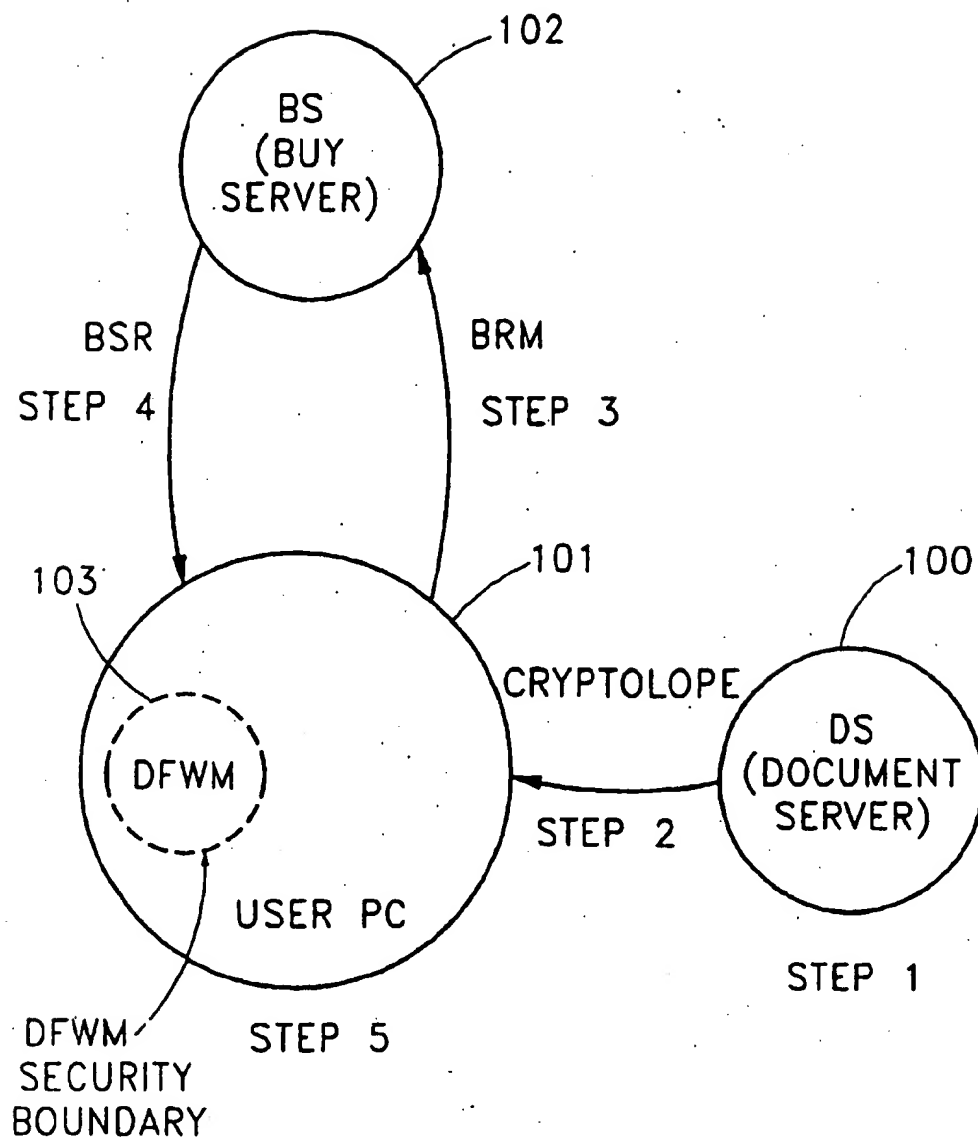 102
BS
(BUY
SERVER)
BSR
BRM
STEP 4
STEP 3
103
101
100
CRYPTOLOPE
DS
(DOCUMENT
SERVER)
DFWM
STEP 2
USER PC
STEP 1
DFWM
SECURITY
BOUNDARY
STEP 5